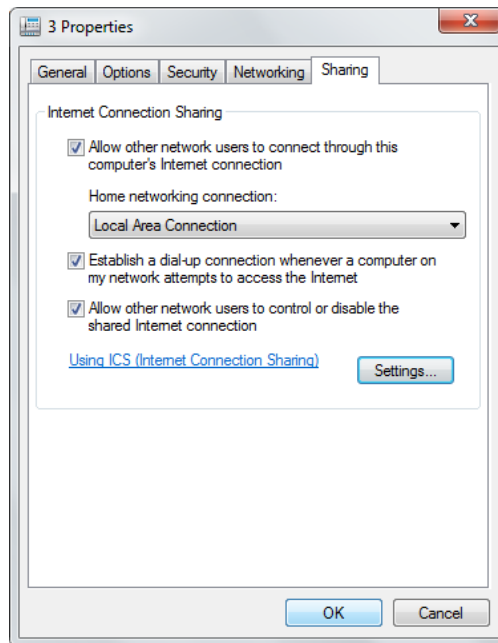 3 Properties
General Options Security Networking Sharing
Internet Connection Sharing
Allow other network users to connect through this
computer's Internet connection
Home networking connection:
Local Area Connection
Establish a dial-up connection whenever a computer on
my network attempts to access the Internet
Allow other network users to control or disable the
shared Internet connection
Using ICS (Internet Connection Sharing)
Settings...
OK Cancel